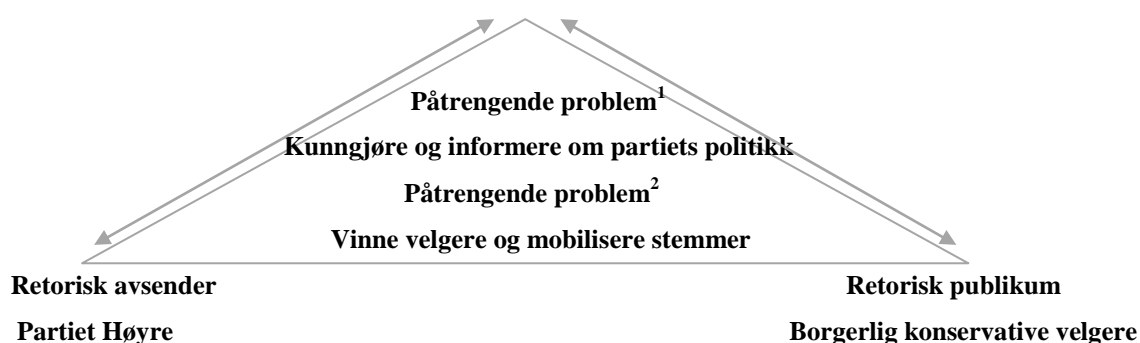 Påtrengende problem¹
Kunngjøre og informere om partiets politikk
Påtrengende problem²
Vinne velgere og mobilisere stemmer
Retorisk avsender
Retorisk publikum
Partiet Høyre
Borgerlig konservative velgere